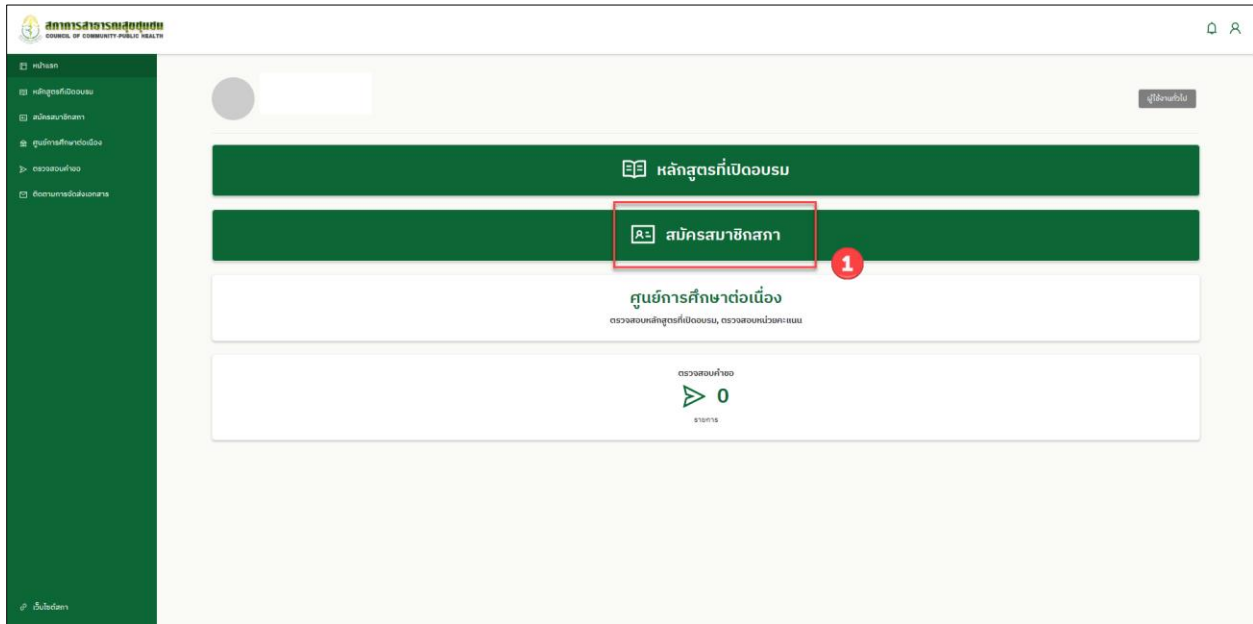 สภาการสาธารณสุขชุมชน
COUNCIL OF COMMUNITY PUBLIC HEALTH
หน้าแรก
หลักสูตรที่เปิดอบรม
สมัครสมาชิกสภา
ศูนย์การศึกษาต่อเนื่อง
ตรวจสอบคำขอ
ติดตามการจัดส่งเอกสาร
ผู้ใช้งานทั่วไป
หลักสูตรที่เปิดอบรม
สมัครสมาชิกสภา
1
ศูนย์การศึกษาต่อเนื่อง
ตรวจสอบหลักสูตรที่เปิดอบรม, ตรวจสอบหน่วยคะแนน
ตรวจสอบคำขอ
0
รายการ
เว็บไซต์สภา